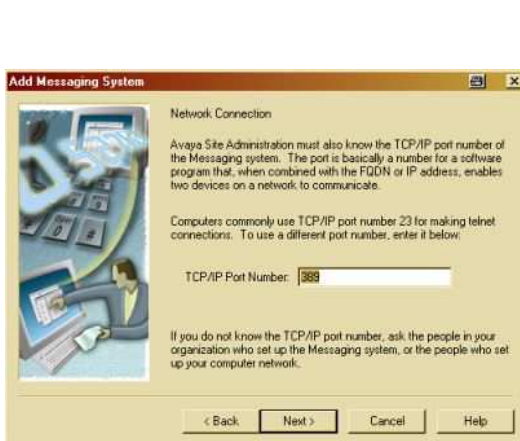 Add Messaging System
Network Connection
Avaya Site Administration must also know the TCP/IP port number of
the Messaging system. The port is basically a number for a software
program that, when combined with the FQDN or IP address, enables
two devices on a network to communicate.
Computers commonly use TCP/IP port number 23 for making telnet
connections. To use a different port number, enter it below:
TCP/IP Port Number: 389
If you do not know the TCP/IP port number, ask the people in your
organization who set up the Messaging system, or the people who set
up your computer network.
< Back Next > Cancel Help